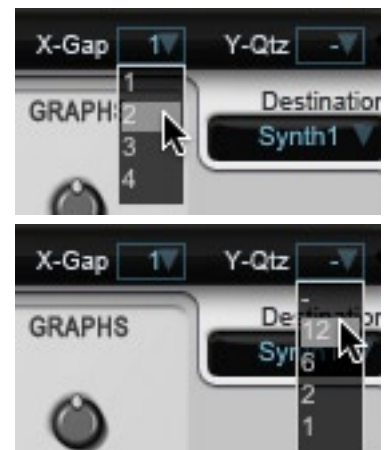 X-Gap 1 Y-Qtz -
1
GRAPHS Destination
2
Synth1
3
4
X-Gap 1 Y-Qtz -
-
GRAPHS
12
6
2
1